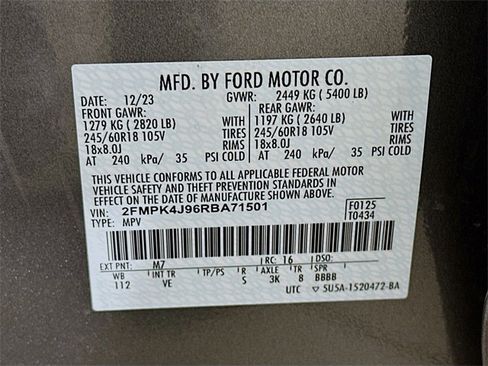 MFD. BY FORD MOTOR CO.
DATE: 12/23 GVWR: 2449 KG ( 5400 LB)
FRONT GAWR: REAR GAWR:
1279 KG ( 2820 LB) WITH 1197 KG ( 2640 LB) WITH
245/60R18 105V TIRES 245/60R18 105V TIRES
18x8.0J RIMS 18x8.0J RIMS
AT 240 kPa/ 35 PSI COLD AT 240 kPa/ 35 PSI COLD
THIS VEHICLE CONFORMS TO ALL APPLICABLE FEDERAL MOTOR
VEHICLE SAFETY AND THEFT PREVENTION STANDARDS IN
EFFECT ON THE DATE OF MANUFACTURE SHOWN ABOVE.
VIN: 2FMPK4J96RBA71501 F0125
TYPE: MPV T0434
EXT PNT: M7 RC: 16 DSO:
WB INT TR TP/PS R AXLE TR SPR
112 VE S 3K 8 BBBB
UTC ▽ 5U5A-1520472-BA